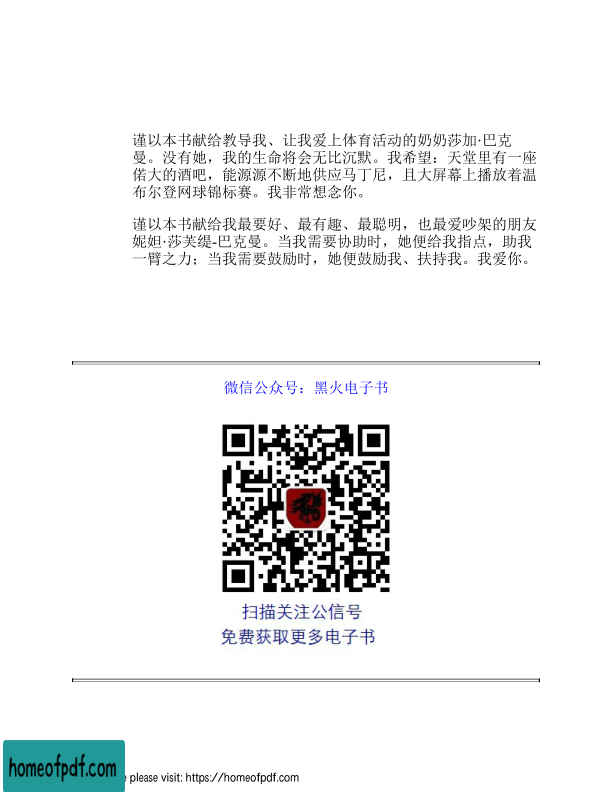 谨以本书献给教导我、让我爱上体育活动的奶奶莎加·巴克
曼。没有她，我的生命将会无比沉默。我希望：天堂里有一座
偌大的酒吧，能源源不断地供应马丁尼，且大屏幕上播放着温
布尔登网球锦标赛。我非常想念你。
谨以本书献给我最要好、最有趣、最聪明，也最爱吵架的朋友
妮妲·莎芙缇-巴克曼。当我需要协助时，她便给我指点，助我
一臂之力；当我需要鼓励时，她便鼓励我、扶持我。我爱你。
微信公众号：黑火电子书
扫描关注公信号
免费获取更多电子书
homeofpdf.com
please visit: https://homeofpdf.com